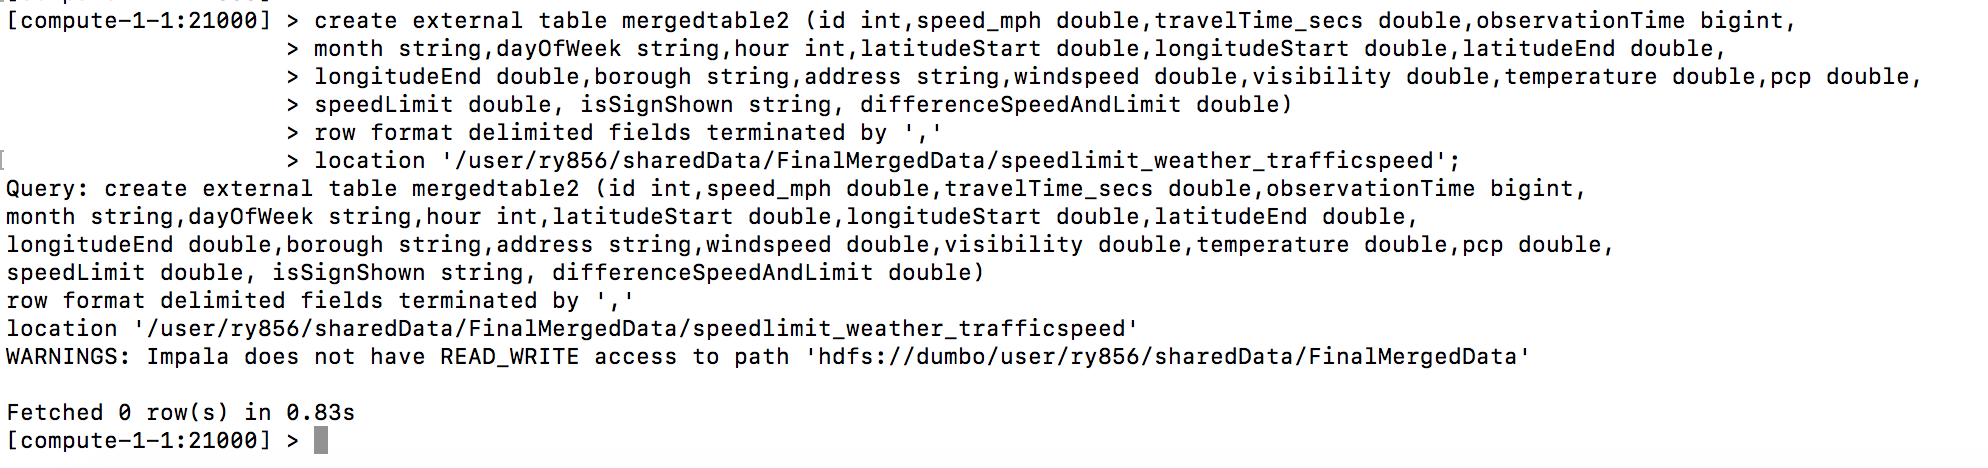 [compute-1-1:21000] > create external table mergedtable2 (id int,speed_mph double,travelTime_secs double,observationTime bigint,
> month string,dayOfWeek string,hour int,latitudeStart double,longitudeStart double,latitudeEnd double,
> longitudeEnd double,borough string,address string,windspeed double,visibility double,temperature double,pcp double,
> speedLimit double, isSignShown string, differenceSpeedAndLimit double)
> row format delimited fields terminated by ','
> location '/user/ry856/sharedData/FinalMergedData/speedlimit_weather_trafficspeed';
Query: create external table mergedtable2 (id int,speed_mph double,travelTime_secs double,observationTime bigint,
month string,dayOfWeek string,hour int,latitudeStart double,longitudeStart double,latitudeEnd double,
longitudeEnd double,borough string,address string,windspeed double,visibility double,temperature double,pcp double,
speedLimit double, isSignShown string, differenceSpeedAndLimit double)
row format delimited fields terminated by ','
location '/user/ry856/sharedData/FinalMergedData/speedlimit_weather_trafficspeed'
WARNINGS: Impala does not have READ_WRITE access to path 'hdfs://dumbo/user/ry856/sharedData/FinalMergedData'
Fetched 0 row(s) in 0.83s
[compute-1-1:21000] >